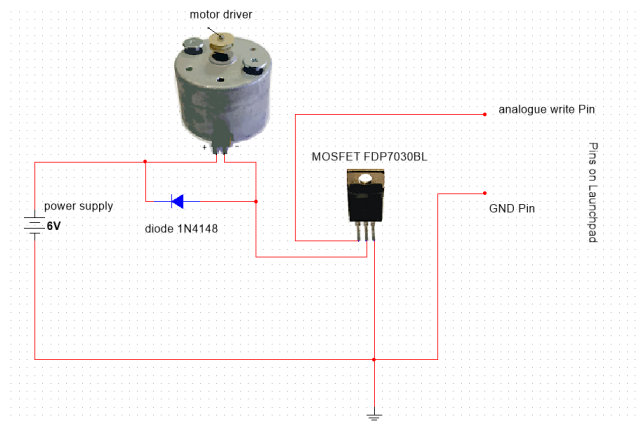 motor driver
+ -
analogue write Pin
MOSFET FDP7030BL
Pins on Launchpad
power supply
6V
GND Pin
diode 1N4148